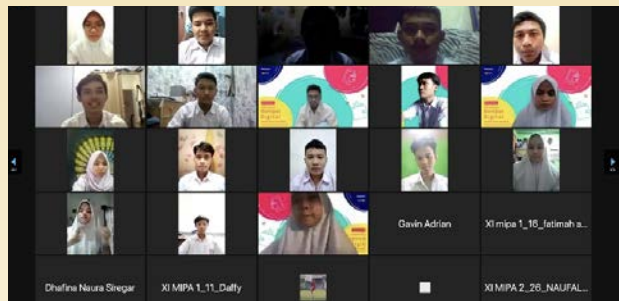 Gavin Adrian
XI mipa 1_16_fatimah a...
Dhafina Naura Siregar
XI MIPA 1_11_Daffy
XI MIPA 2_26_NAUFAL...